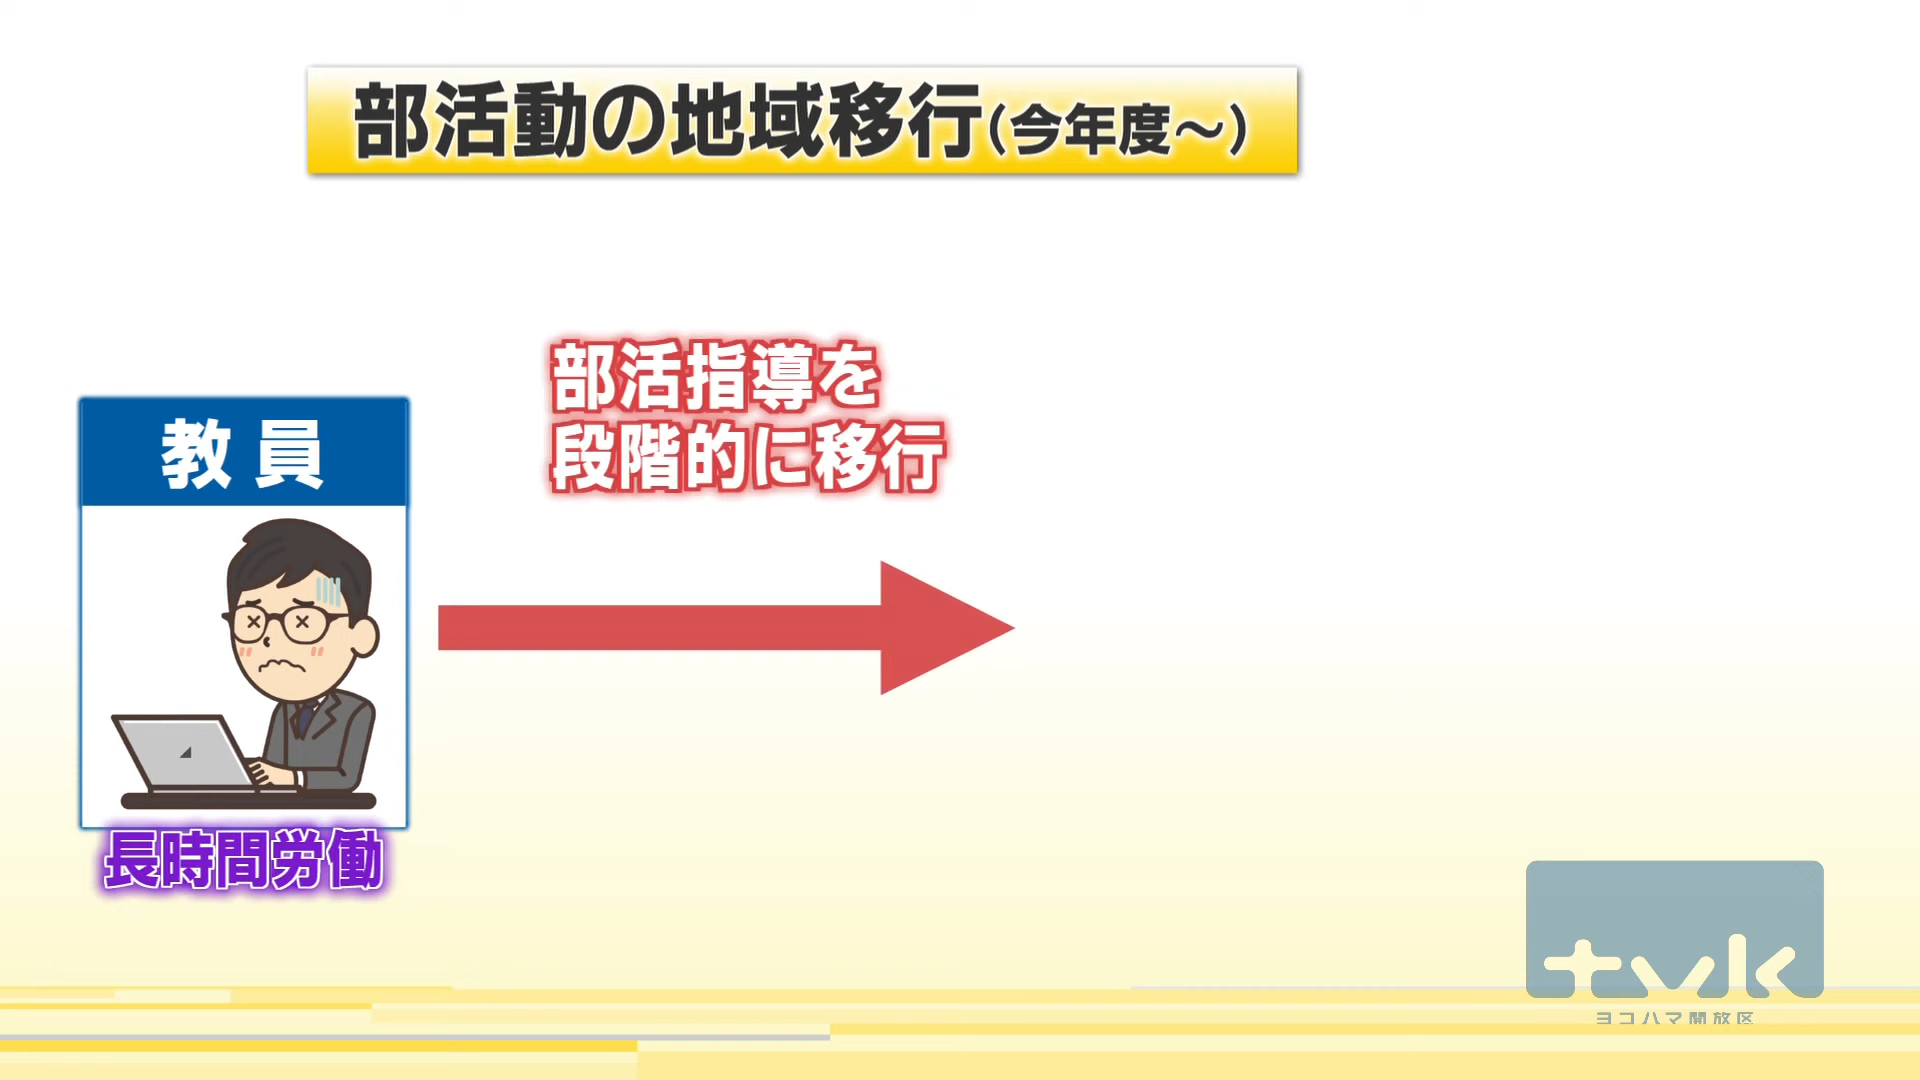 部活動の地域移行(今年度～)
部活指導を
段階的に移行
教員
長時間労働
tvk
ヨコハマ開放区